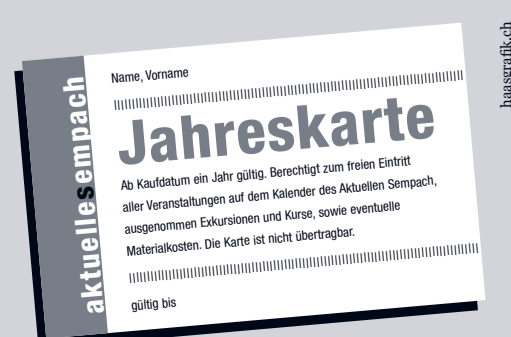 haasgrafik.ch
aktuellesempach
Name, Vorname
Jahreskarte
Ab Kaufdatum ein Jahr gültig. Berechtigt zum freien Eintritt
aller Veranstaltungen auf dem Kalender des Aktuellen Sempach,
ausgenommen Exkursionen und Kurse, sowie eventuelle
Materialkosten. Die Karte ist nicht übertragbar.
gültig bis